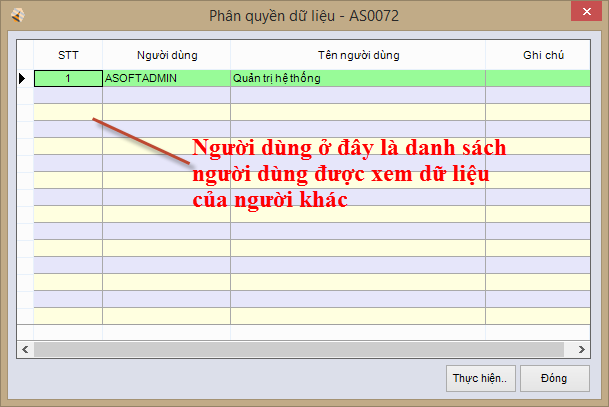 Phân quyền dữ liệu - AS0072
STT Người dùng Tên người dùng Ghi chú
1 ASOFTADMIN Quản trị hệ thống
Người dùng ở đây là danh sách
người dùng được xem dữ liệu
của người khác
Thực hiện.. Đóng